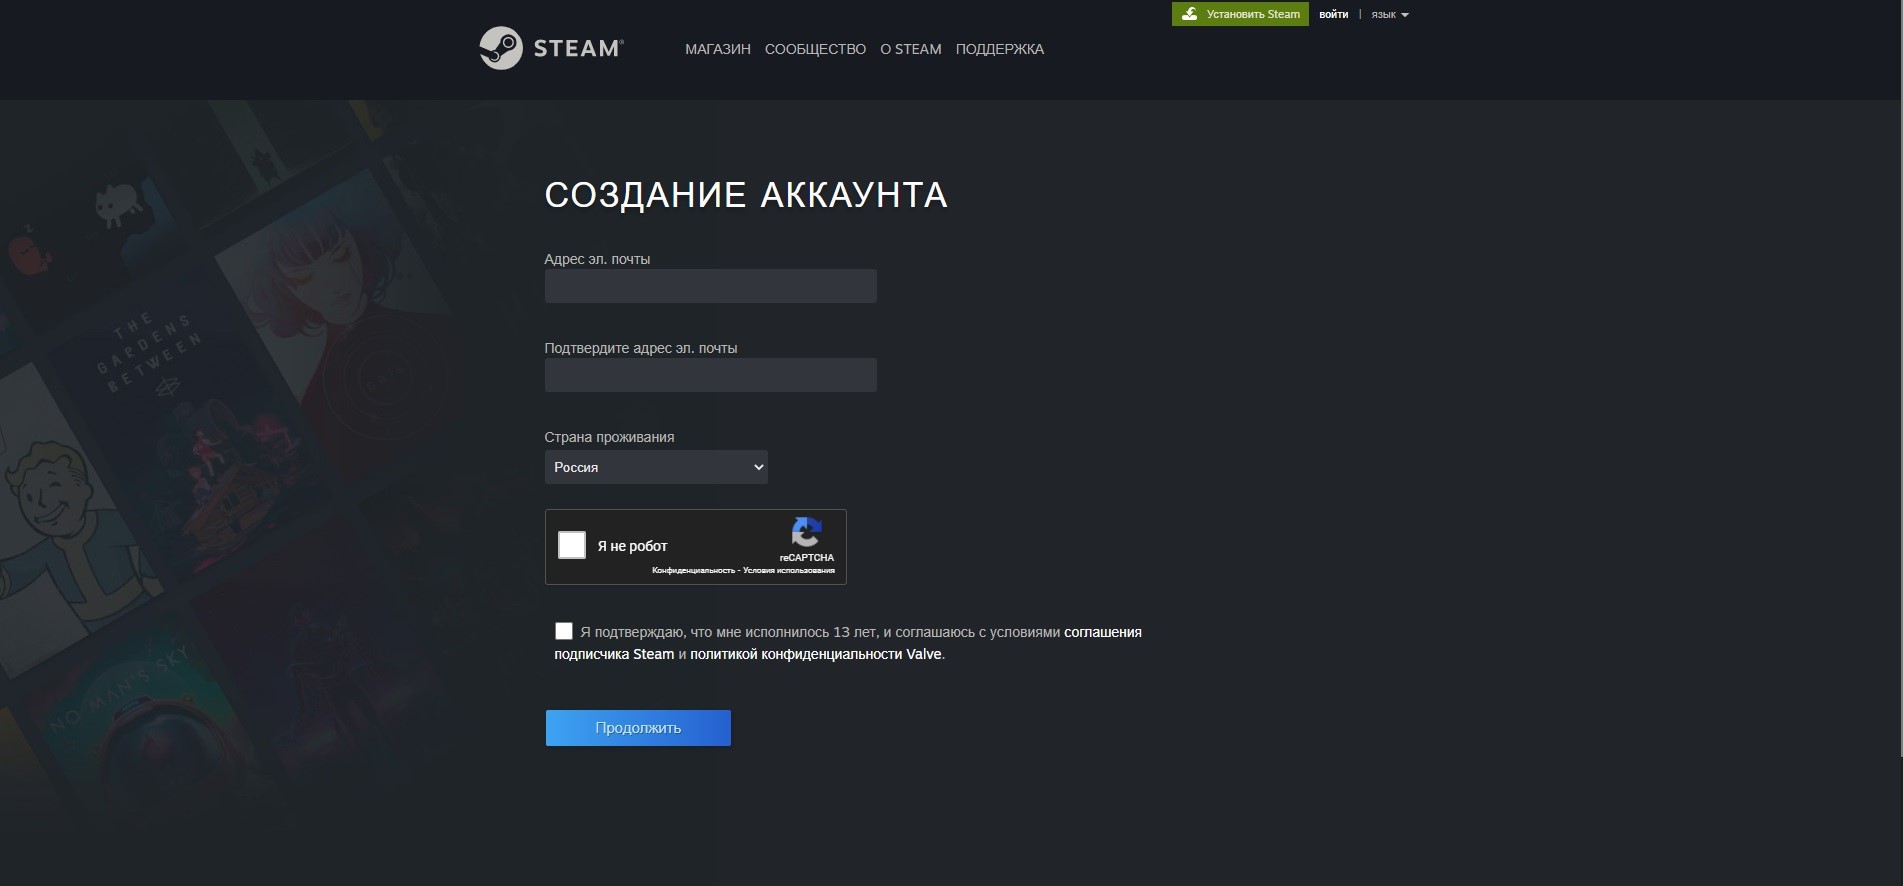 Установить Steam войти | язык
STEAM®
МАГАЗИН СООБЩЕСТВО О STEAM ПОДДЕРЖКА
СОЗДАНИЕ АККАУНТА
Адрес эл. почты
Подтвердите адрес эл. почты
Страна проживания
Россия
Я не робот
reCAPTCHA
Конфиденциальность - Условия использования
Я подтверждаю, что мне исполнилось 13 лет, и соглашаюсь с условиями соглашения
подписчика Steam и политикой конфиденциальности Valve.
Продолжить
THE
GARDENS
BETWEEN
NO MAN'S SKY